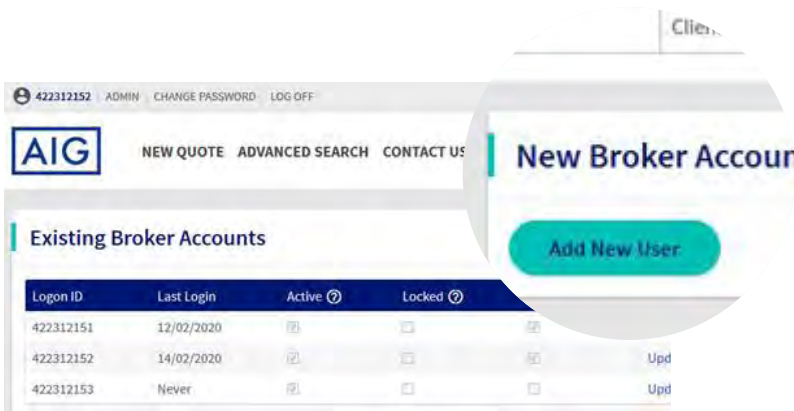 Clien
422312152 ADMIN CHANGE PASSWORD LOG OFF
AIG NEW QUOTE ADVANCED SEARCH CONTACT US
New Broker Accoun
Add New User
Existing Broker Accounts
Logon ID Last Login Active ? Locked ?
422312151 12/02/2020
422312152 14/02/2020 Upd
422312153 Never Upd